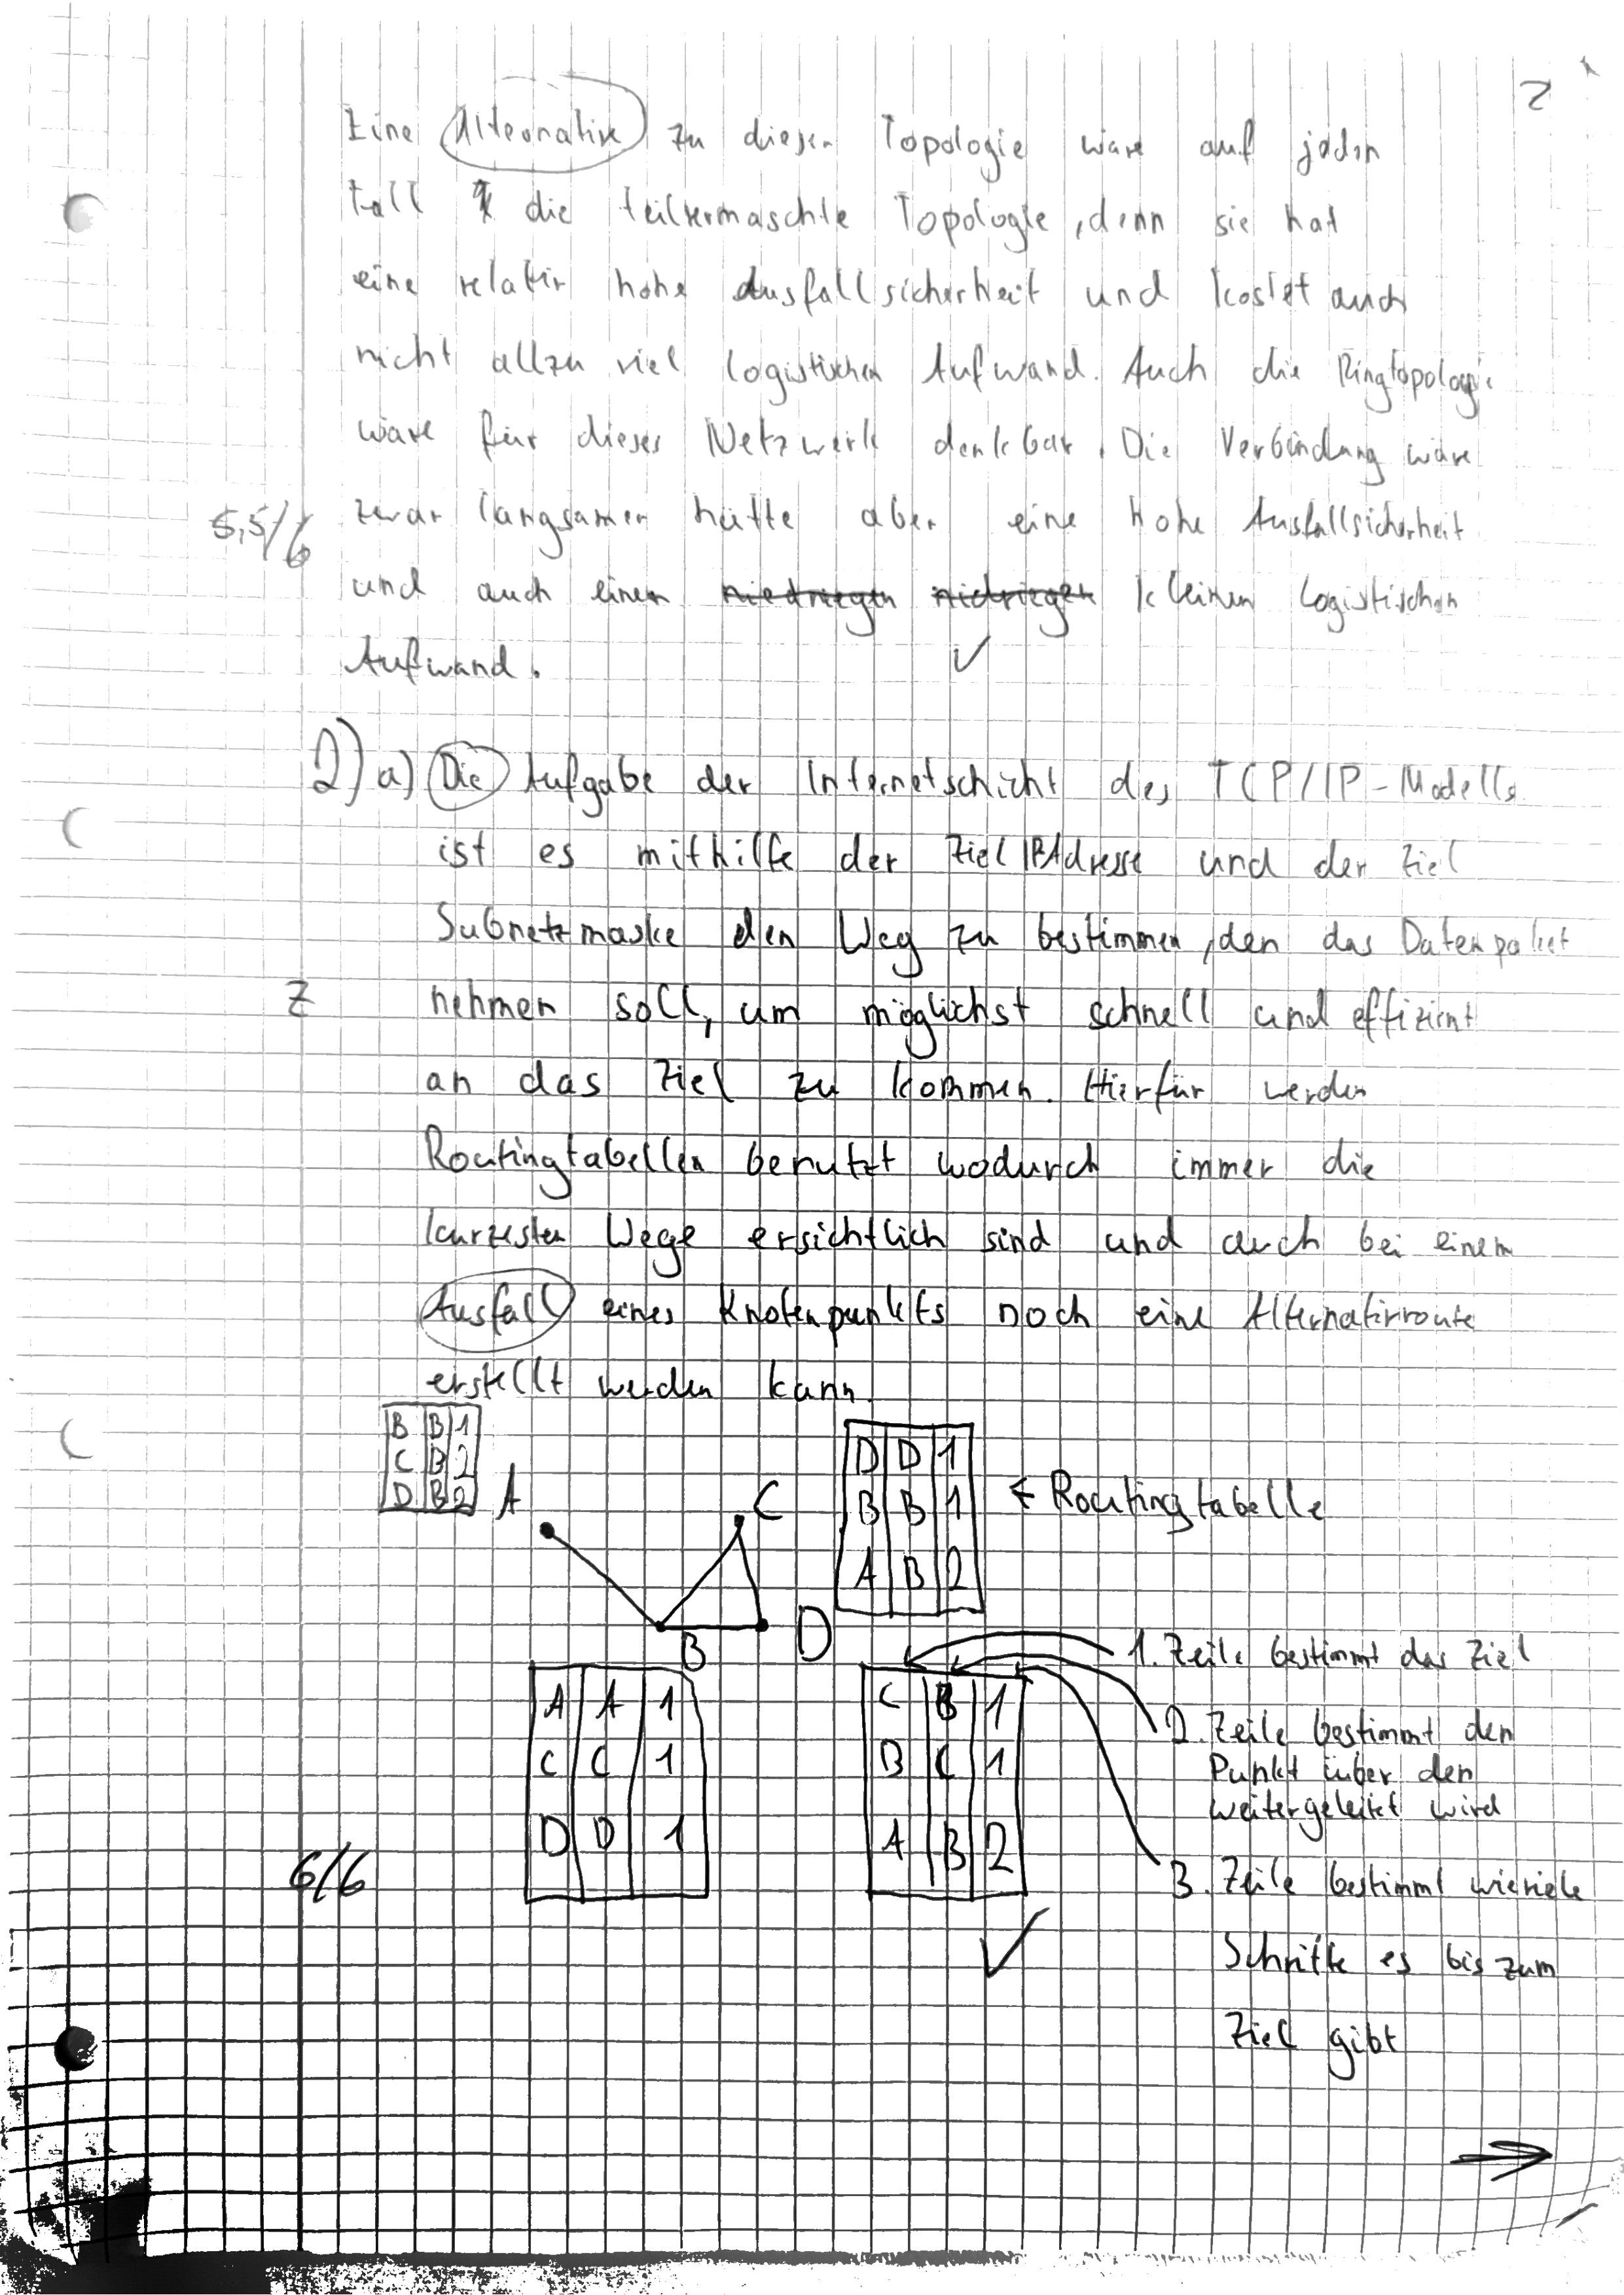 2
Eine Alternative zu dieser Topologie wäre auf jeden
Fall die teilvermaschte Topologie, denn sie hat
eine relativ hohe Ausfallsicherheit und kostet auch
nicht allzu viel logistischen Aufwand. Auch die Ringtopologie
wäre für dieses Netzwerk denkbar. Die Verbindung wäre
5,5/6 zwar langsamer hätte aber eine hohe Ausfallsicherheit
und auch einen niedriegen nidriegen kleinen logistischen
Aufwand. ✓
2) a) Die Aufgabe der Internetschicht des TCP/IP-Modells
ist es mithilfe der Ziel IPAdresse und der Ziel
Subnetzmaske den Weg zu bestimmen, den das Datenpaket
Z nehmen soll, um möglichst schnell und effizient
an das Ziel zu kommen. Hierfür werden
Routingtabellen benutzt wodurch immer die
kürzesten Wege ersichtlich sind und auch bei einem
Ausfall eines Knotenpunkts noch eine Alternativroute
erstellt werden kann.
B B 1
C B 2
D B 2
A
C
D D 1
B B 1
A B 2
← Routingtabelle
B
D
A A 1
C C 1
D D 1
C B 1
B C 1
A B 2
1. Zeile bestimmt das Ziel
2. Zeile bestimmt den
Punkt über den
weitergeleitet wird
3. Zeile bestimmt wieviele
Schritte es bis zum
Ziel gibt
6/6
✓
→